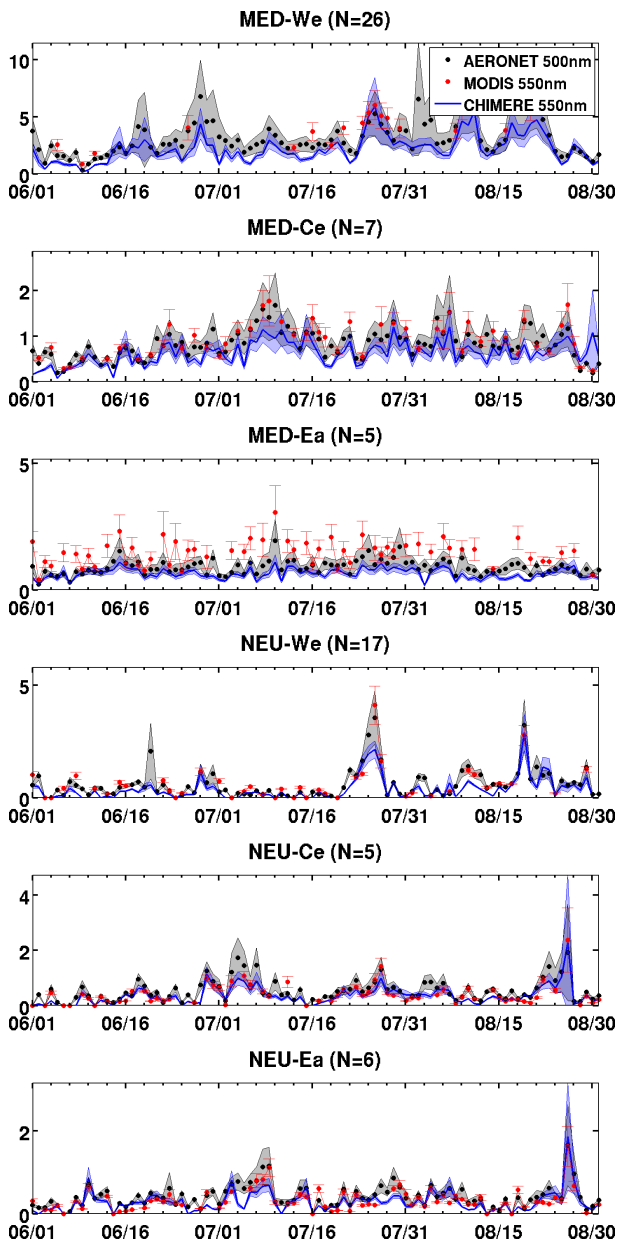 MED-We (N=26)
10
5
0
AERONET 500nm
MODIS 550nm
CHIMERE 550nm
06/01 06/16 07/01 07/16 07/31 08/15 08/30
MED-Ce (N=7)
2
1
0
06/01 06/16 07/01 07/16 07/31 08/15 08/30
MED-Ea (N=5)
5
0
06/01 06/16 07/01 07/16 07/31 08/15 08/30
NEU-We (N=17)
5
0
06/01 06/16 07/01 07/16 07/31 08/15 08/30
NEU-Ce (N=5)
4
2
0
06/01 06/16 07/01 07/16 07/31 08/15 08/30
NEU-Ea (N=6)
2
0
06/01 06/16 07/01 07/16 07/31 08/15 08/30